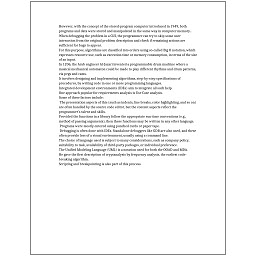 However, with the concept of the stored-program computer introduced in 1949, both
programs and data were stored and manipulated in the same way in computer memory.
When debugging the problem in a GUI, the programmer can try to skip some user
interaction from the original problem description and check if remaining actions are
sufficient for bugs to appear.
For this purpose, algorithms are classified into orders using so-called Big O notation, which
expresses resource use, such as execution time or memory consumption, in terms of the size
of an input.
In 1206, the Arab engineer Al-Jazari invented a programmable drum machine where a
musical mechanical automaton could be made to play different rhythms and drum patterns,
via pegs and cams.
It involves designing and implementing algorithms, step-by-step specifications of
procedures, by writing code in one or more programming languages.
Integrated development environments (IDEs) aim to integrate all such help.
One approach popular for requirements analysis is Use Case analysis.
Some of these factors include:
The presentation aspects of this (such as indents, line breaks, color highlighting, and so on)
are often handled by the source code editor, but the content aspects reflect the
programmer's talent and skills.
Provided the functions in a library follow the appropriate run-time conventions (e.g.,
method of passing arguments), then these functions may be written in any other language.
Programs were mostly entered using punched cards or paper tape.
Debugging is often done with IDEs. Standalone debuggers like GDB are also used, and these
often provide less of a visual environment, usually using a command line.
The choice of language used is subject to many considerations, such as company policy,
suitability to task, availability of third-party packages, or individual preference.
The Unified Modeling Language (UML) is a notation used for both the OOAD and MDA.
He gave the first description of cryptanalysis by frequency analysis, the earliest code-
breaking algorithm.
Scripting and breakpointing is also part of this process.